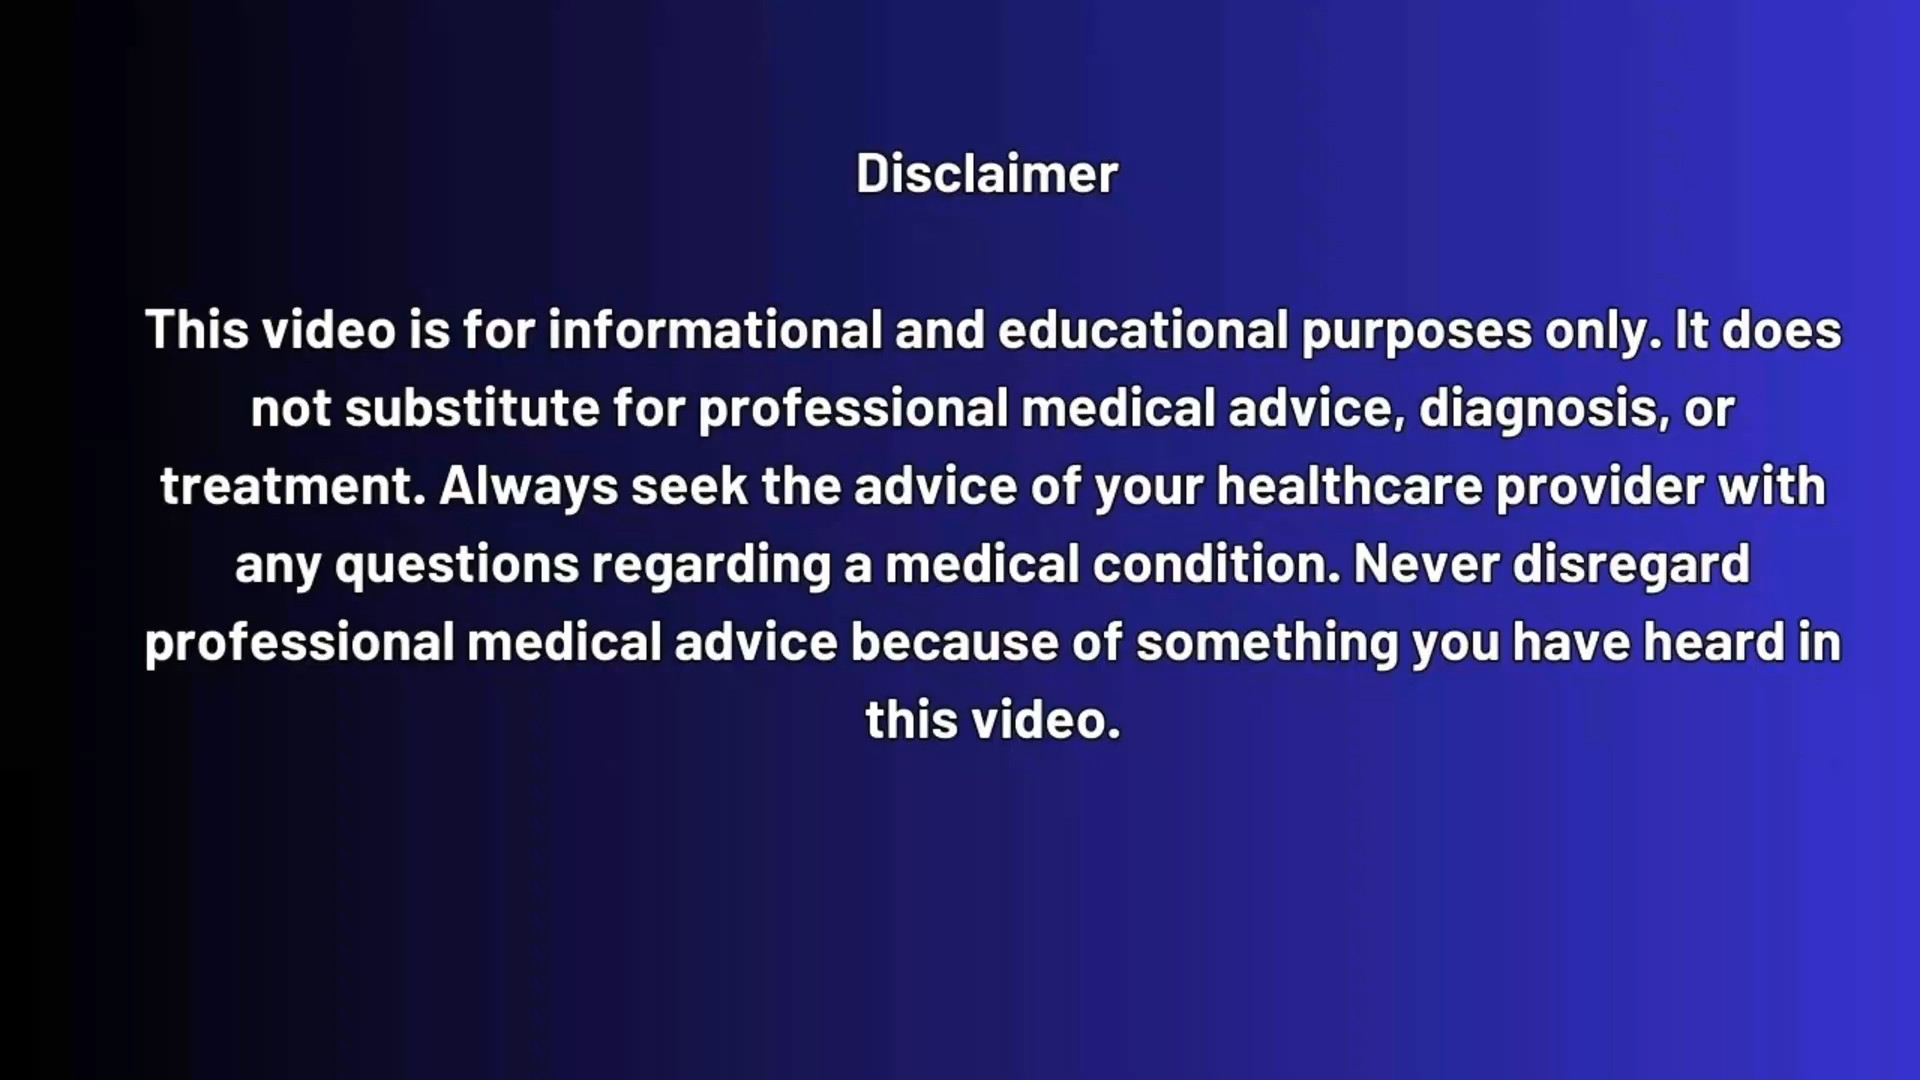 Disclaimer
This video is for informational and educational purposes only. It does
not substitute for professional medical advice, diagnosis, or
treatment. Always seek the advice of your healthcare provider with
any questions regarding a medical condition. Never disregard
professional medical advice because of something you have heard in
this video.